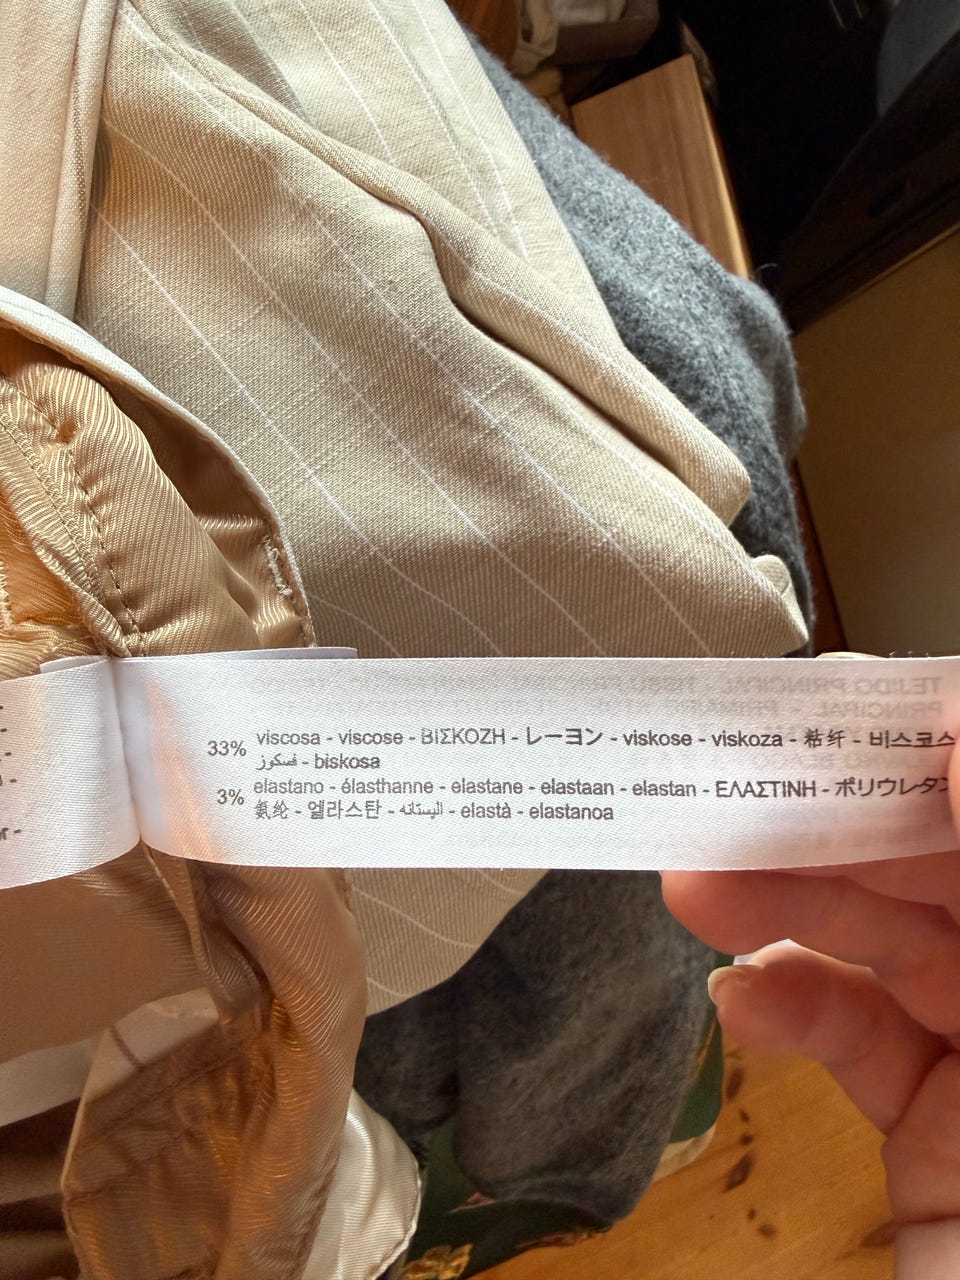 33% viscosa - viscose - ΒΙΣΚΟΖΗ - レーヨン - viskose - viskoza - 粘纤 - 비스코스
فسكوز - biskosa
3% elastano - élasthanne - elastane - elastaan - elastan - ΕΛΑΣΤΙΝΗ - ポリウレタン
氨纶 - 엘라스탄 - اليستانه - elastà - elastanoa